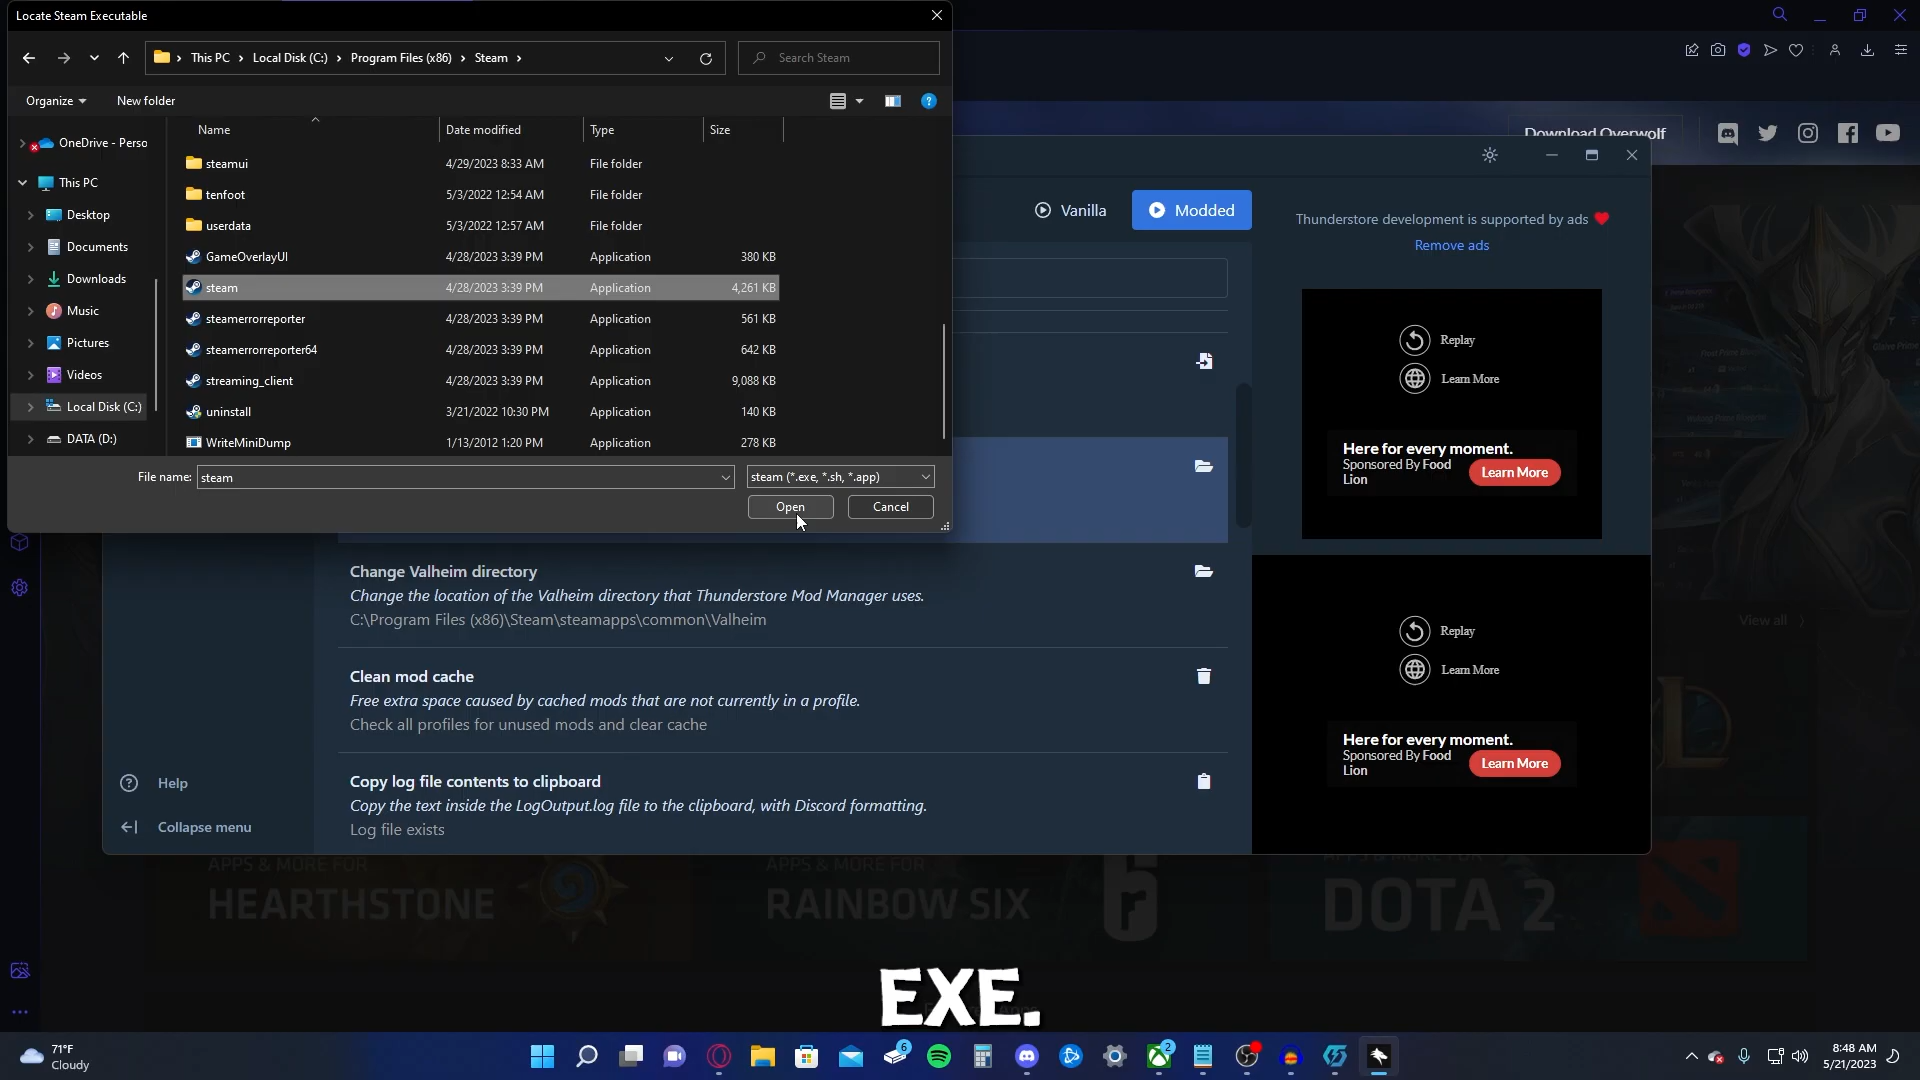 Locate Steam Executable
This PC > Local Disk (C:) > Program Files (x86) > Steam >
Search Steam
Organize
New folder
Name
Date modified
Type
Size
OneDrive - Perso
This PC
Desktop
Documents
Downloads
Music
Pictures
Videos
Local Disk (C:)
DATA (D:)
steamui 4/29/2023 8:33 AM File folder
tenfoot 5/3/2022 12:54 AM File folder
userdata 5/3/2022 12:57 AM File folder
GameOverlayUI 4/28/2023 3:39 PM Application 380 KB
steam 4/28/2023 3:39 PM Application 4,261 KB
steamerrorreporter 4/28/2023 3:39 PM Application 561 KB
steamerrorreporter64 4/28/2023 3:39 PM Application 642 KB
streaming_client 4/28/2023 3:39 PM Application 9,088 KB
uninstall 3/21/2022 10:30 PM Application 140 KB
WriteMiniDump 1/13/2012 1:20 PM Application 278 KB
File name: steam
steam (*.exe, *.sh, *.app)
Open
Cancel
Download Overwolf
Vanilla
Modded
Thunderstore development is supported by ads
Remove ads
Replay
Learn More
Here for every moment.
Sponsored By Food
Lion
Learn More
Change Valheim directory
Change the location of the Valheim directory that Thunderstore Mod Manager uses.
C:\Program Files (x86)\Steam\steamapps\common\Valheim
Clean mod cache
Free extra space caused by cached mods that are not currently in a profile.
Check all profiles for unused mods and clear cache
Copy log file contents to clipboard
Copy the text inside the LogOutput.log file to the clipboard, with Discord formatting.
Log file exists
Replay
Learn More
Here for every moment.
Sponsored By Food
Lion
Learn More
Help
Collapse menu
View all
APPS & MORE FOR
HEARTHSTONE
APPS & MORE FOR
RAINBOW SIX
APPS & MORE FOR
DOTA 2
EXE.
71°F
Cloudy
6
2
8:48 AM
5/21/2023